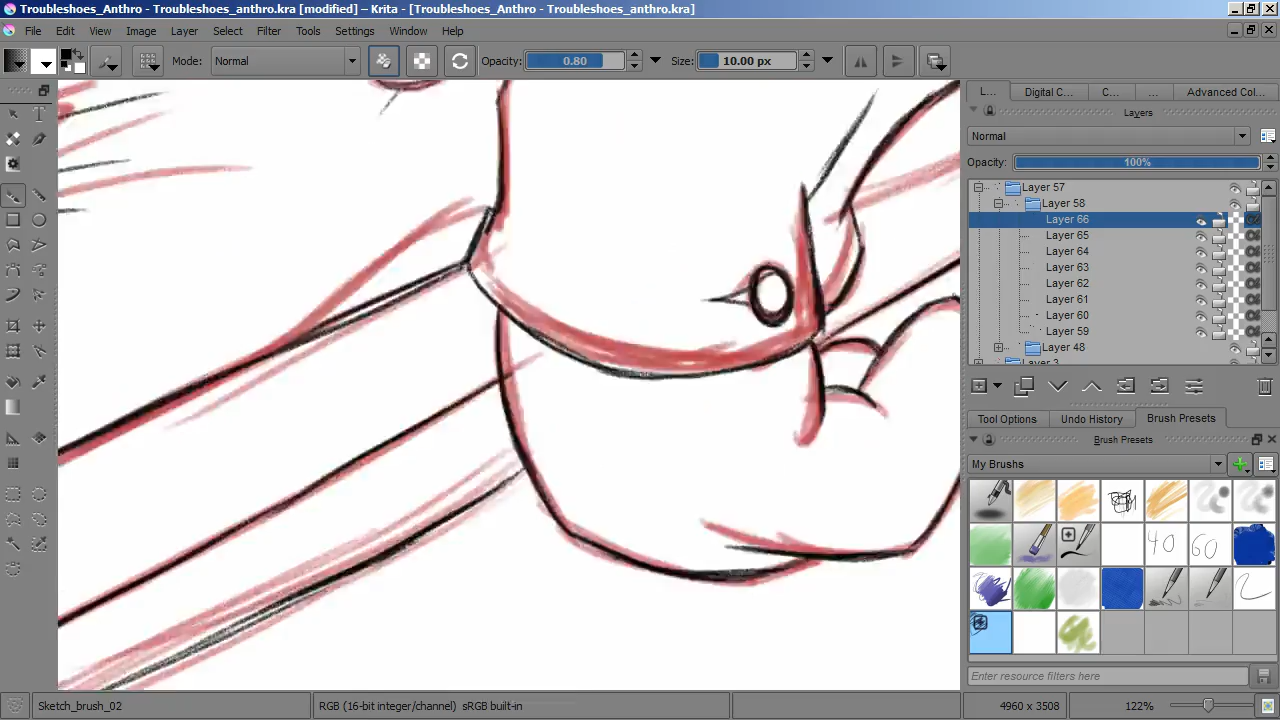 Troubleshoes_Anthro - Troubleshoes_anthro.kra [modified] – Krita - [Troubleshoes_Anthro - Troubleshoes_anthro.kra]
File Edit View Image Layer Select Filter Tools Settings Window Help
Mode: Normal Opacity: 0.80 Size: 10.00 px
L... Digital C... C... ... Advanced Col...
Layers
Normal
Opacity: 100%
Layer 57
Layer 58
Layer 66
Layer 65
Layer 64
Layer 63
Layer 62
Layer 61
Layer 60
Layer 59
Layer 48
Layer 3
Tool Options Undo History Brush Presets
Brush Presets
My Brushes
40 60
Enter resource filters here
Sketch_brush_02 RGB (16-bit integer/channel) sRGB built-in 4960 x 3508 122%